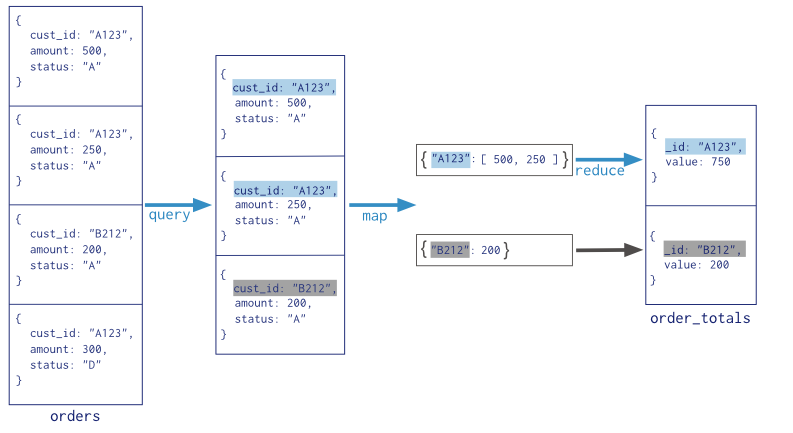 {
cust_id: "A123",
amount: 500,
status: "A"
}
{
cust_id: "A123",
amount: 250,
status: "A"
}
{
cust_id: "B212",
amount: 200,
status: "A"
}
{
cust_id: "A123",
amount: 300,
status: "D"
}
orders
query
{
cust_id: "A123",
amount: 500,
status: "A"
}
{
cust_id: "A123",
amount: 250,
status: "A"
}
{
cust_id: "B212",
amount: 200,
status: "A"
}
map
{"A123": [ 500, 250 ]}
{"B212": 200}
reduce
{
_id: "A123",
value: 750
}
{
_id: "B212",
value: 200
}
order_totals